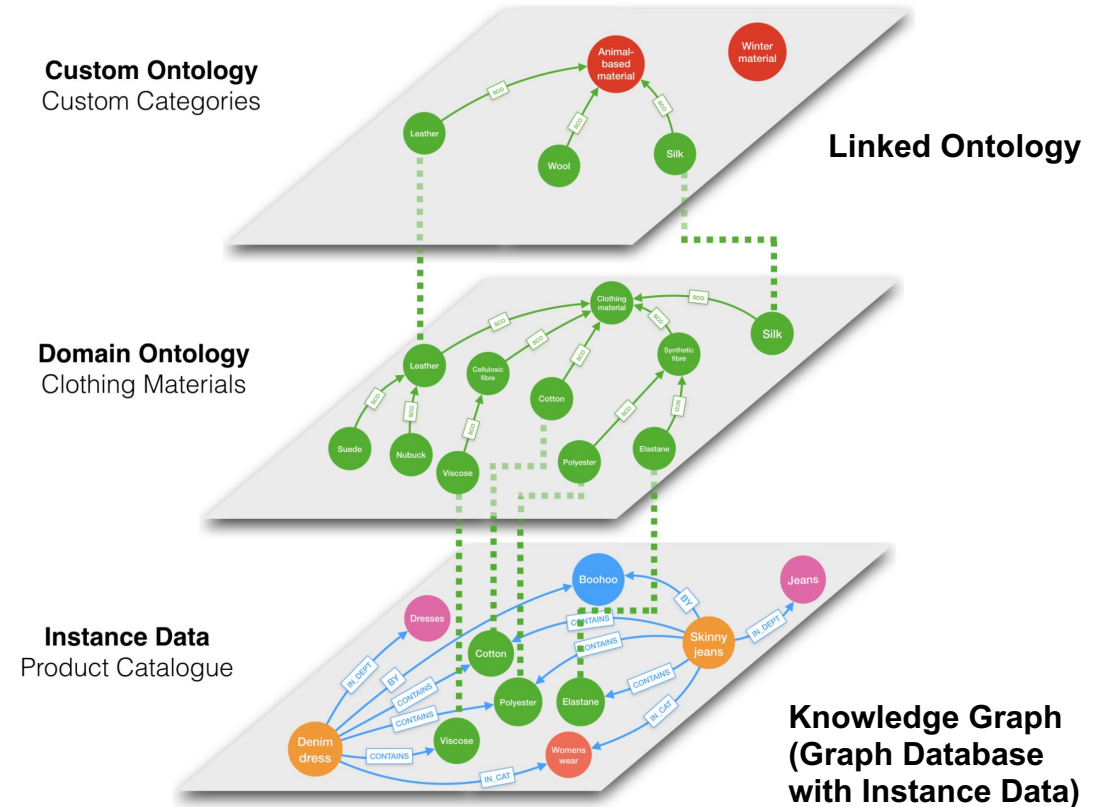 Custom Ontology
Custom Categories
Animal-
based
material
Winter
material
SCO
SCO
SCO
Leather
Wool
Silk
Linked Ontology
Domain Ontology
Clothing Materials
Clothing
material
SCO
SCO
SCO
SCO
SCO
Silk
Leather
Cellulosic
fibre
Synthetic
fibre
Cotton
SCO
SCO
SCO
SCO
SCO
Suede
Nubuck
Viscose
Polyester
Elastane
Instance Data
Product Catalogue
Boohoo
Jeans
Dresses
BY
CONTAINS
Skinny
jeans
IN_DEPT
CONTAINS
Cotton
IN_DEPT
BY
CONTAINS
CONTAINS
Polyester
Elastane
CONTAINS
IN_CAT
Denim
dress
CONTAINS
Viscose
Womens
wear
IN_CAT
Knowledge Graph
(Graph Database
with Instance Data)